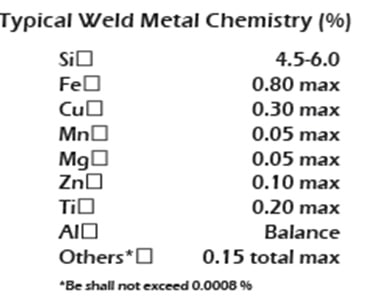 Typical Weld Metal Chemistry (%)
Si□ 4.5-6.0
Fe□ 0.80 max
Cu□ 0.30 max
Mn□ 0.05 max
Mg□ 0.05 max
Zn□ 0.10 max
Ti□ 0.20 max
Al□ Balance
Others*□ 0.15 total max
*Be shall not exceed 0.0008 %